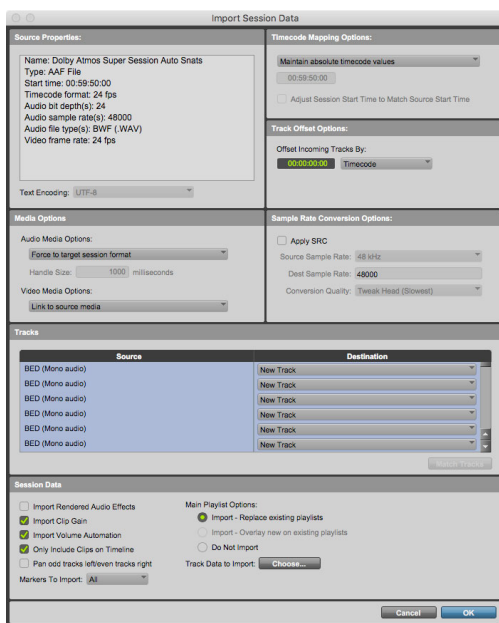 Import Session Data
Source Properties:
Name: Dolby Atmos Super Session Auto Snats
Type: AAF File
Start time: 00:59:50:00
Timecode format: 24 fps
Audio bit depth(s): 24
Audio sample rate(s): 48000
Audio file type(s): BWF (.WAV)
Video frame rate: 24 fps
Text Encoding: UTF-8
Timecode Mapping Options:
Maintain absolute timecode values
00:59:50:00
Adjust Session Start Time to Match Source Start Time
Track Offset Options:
Offset Incoming Tracks By:
00:00:00:00 Timecode
Media Options
Audio Media Options:
Force to target session format
Handle Size: 1000 milliseconds
Video Media Options:
Link to source media
Sample Rate Conversion Options:
Apply SRC
Source Sample Rate: 48 kHz
Dest Sample Rate: 48000
Conversion Quality: Tweak Head (Slowest)
Tracks
Source Destination
BED (Mono audio) New Track
BED (Mono audio) New Track
BED (Mono audio) New Track
BED (Mono audio) New Track
BED (Mono audio) New Track
BED (Mono audio) New Track
Match Tracks
Session Data
Import Rendered Audio Effects
Import Clip Gain
Import Volume Automation
Only Include Clips on Timeline
Pan odd tracks left/even tracks right
Markers To Import: All
Main Playlist Options:
Import - Replace existing playlists
Import - Overlay new on existing playlists
Do Not Import
Track Data to Import: Choose...
Cancel OK